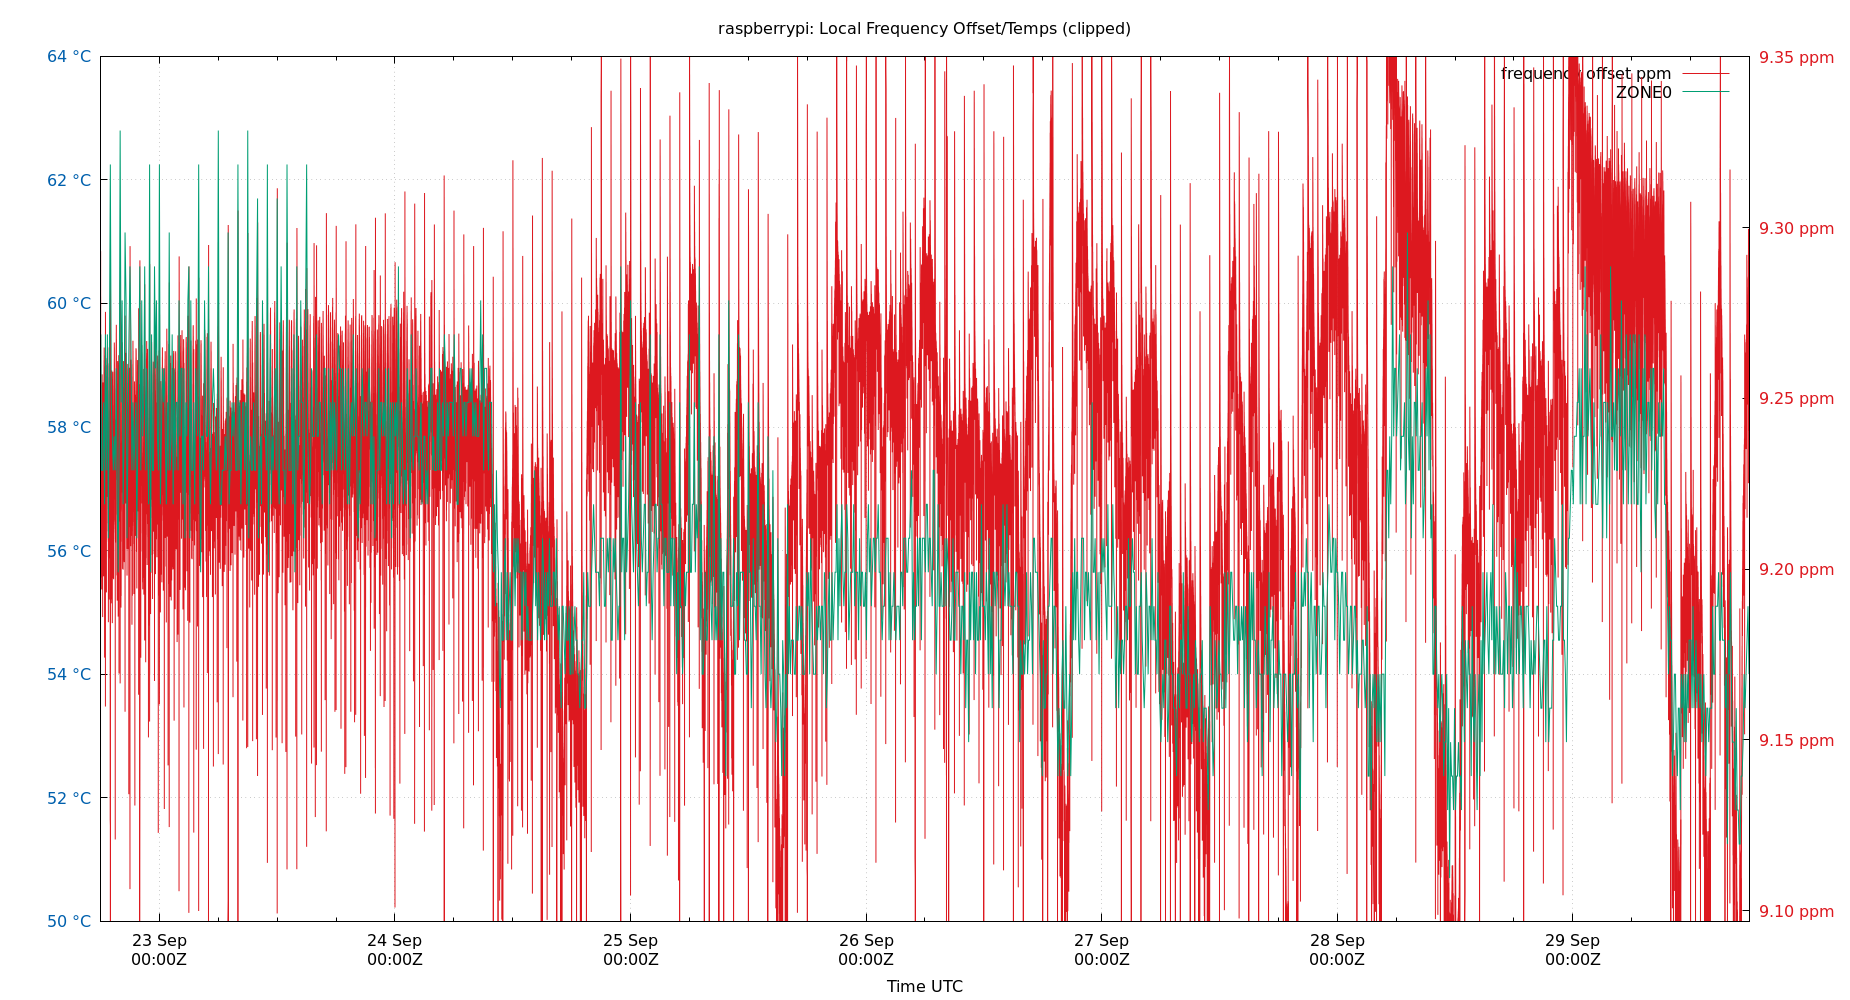 raspberrypi: Local Frequency Offset/Temps (clipped)
64 °C
62 °C
60 °C
58 °C
56 °C
54 °C
52 °C
50 °C
9.35 ppm
9.30 ppm
9.25 ppm
9.20 ppm
9.15 ppm
9.10 ppm
frequency offset ppm
ZONE0
23 Sep
00:00Z
24 Sep
00:00Z
25 Sep
00:00Z
26 Sep
00:00Z
27 Sep
00:00Z
28 Sep
00:00Z
29 Sep
00:00Z
Time UTC